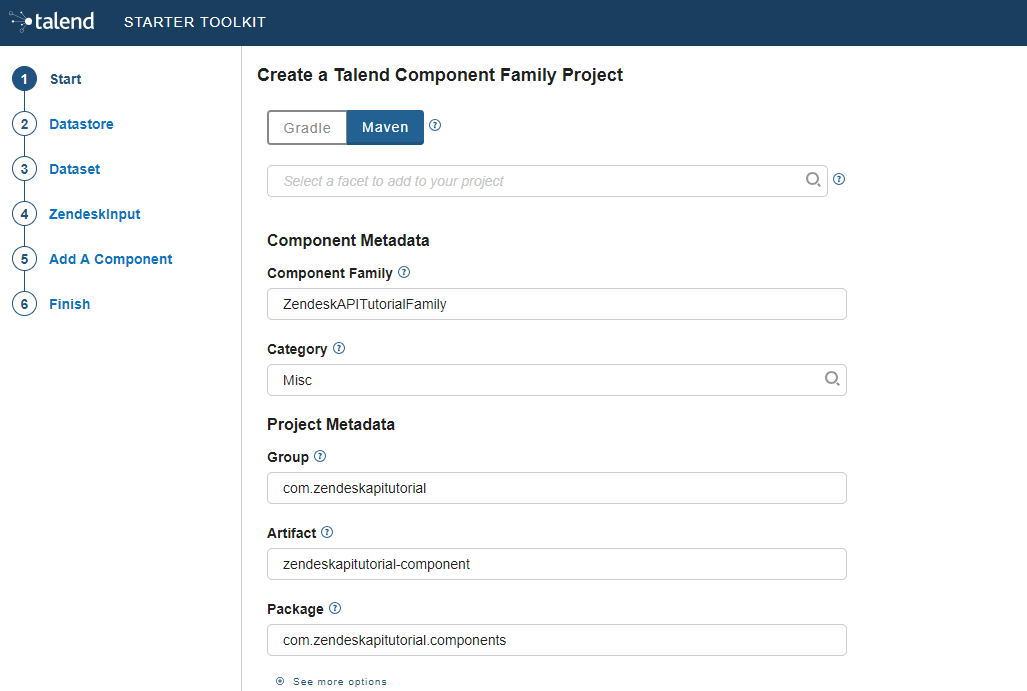 talend STARTER TOOLKIT
1 Start
2 Datastore
3 Dataset
4 ZendeskInput
5 Add A Component
6 Finish
Create a Talend Component Family Project
Gradle Maven ?
Select a facet to add to your project ?
Component Metadata
Component Family ?
ZendeskAPITutorialFamily
Category ?
Misc
Project Metadata
Group ?
com.zendeskapitutorial
Artifact ?
zendeskapitutorial-component
Package ?
com.zendeskapitutorial.components
See more options